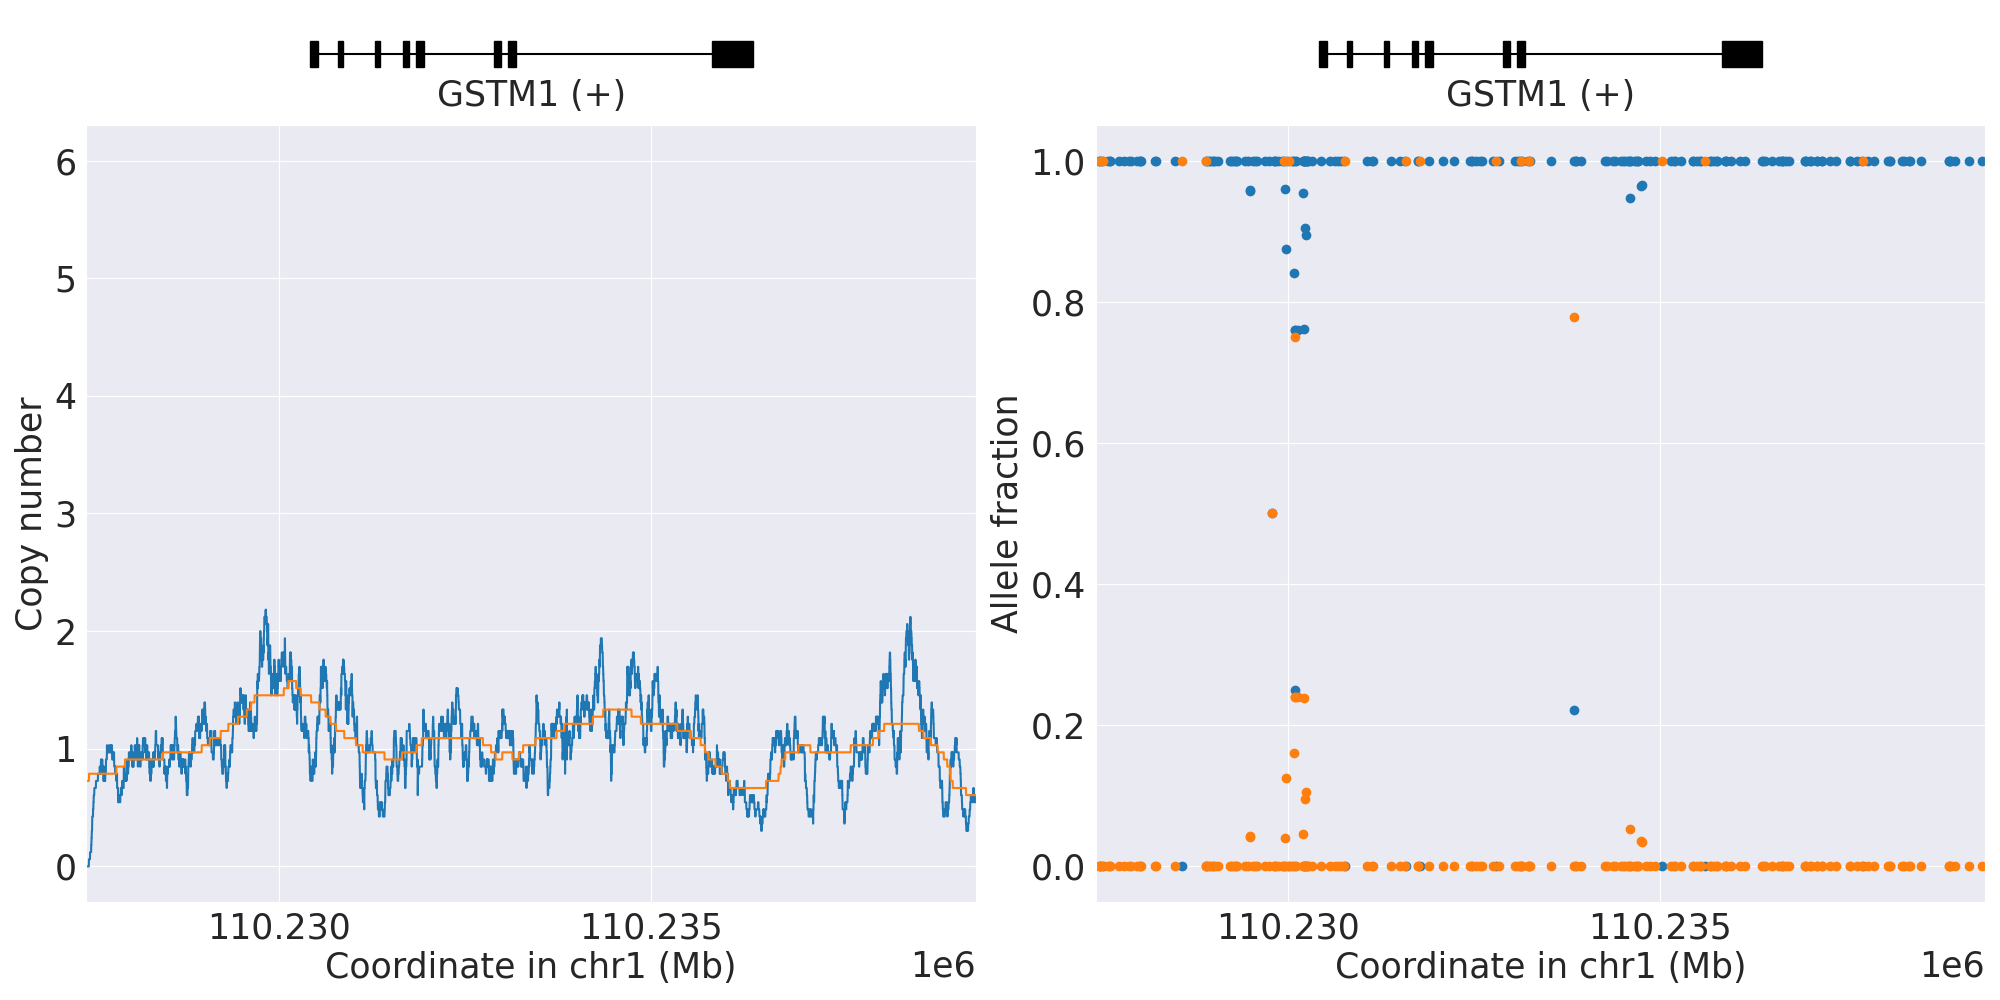 GSTM1 (+)
6
5
4
3
2
1
0
Copy number
110.230
110.235
Coordinate in chr1 (Mb)
1e6
GSTM1 (+)
1.0
0.8
0.6
0.4
0.2
0.0
Allele fraction
110.230
110.235
Coordinate in chr1 (Mb)
1e6